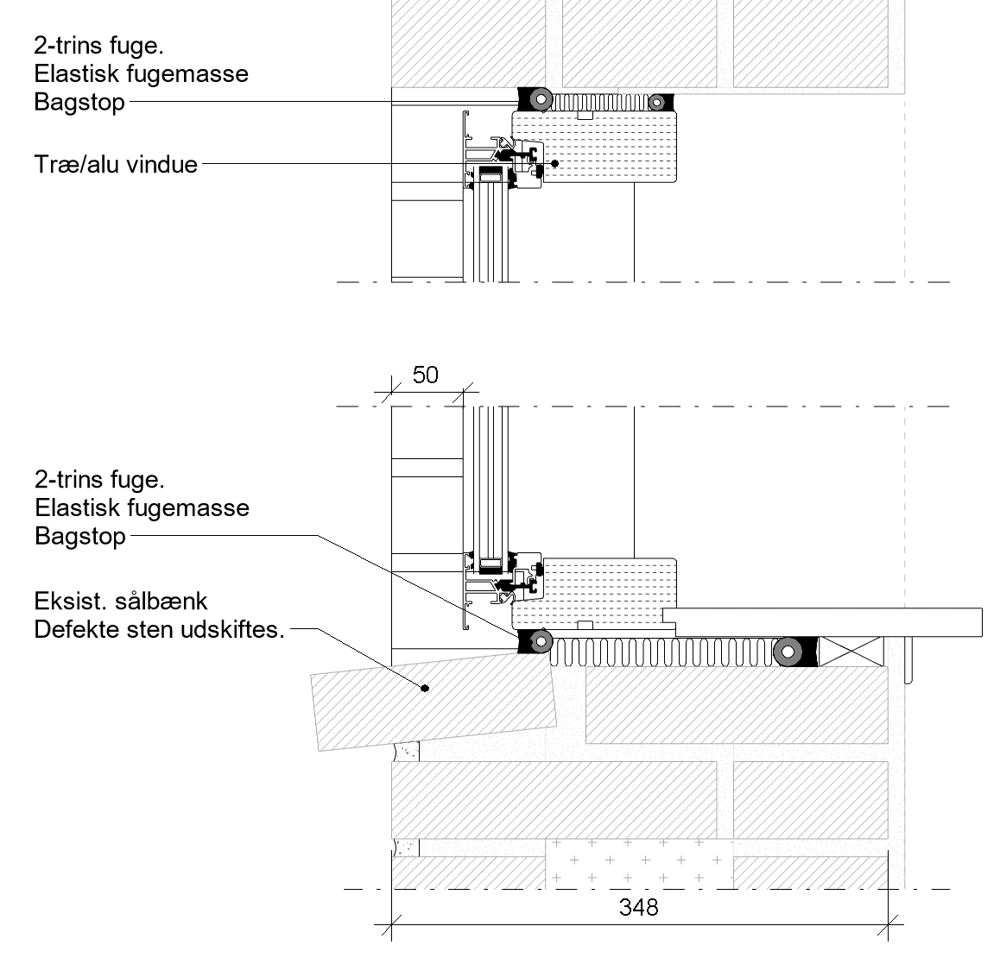 2-trins fuge.
Elastisk fugemasse
Bagstop
Træ/alu vindue
50
2-trins fuge.
Elastisk fugemasse
Bagstop
Eksist. sålbænk
Defekte sten udskiftes.
348